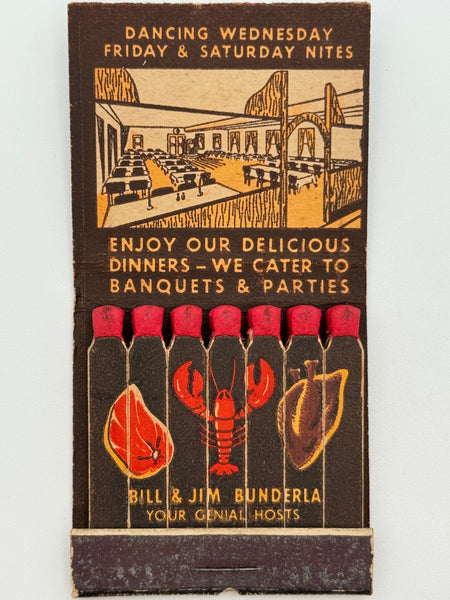 DANCING WEDNESDAY
FRIDAY & SATURDAY NITES
ENJOY OUR DELICIOUS
DINNERS – WE CATER TO
BANQUETS & PARTIES
BILL & JIM BUNDERLA
YOUR GENIAL HOSTS